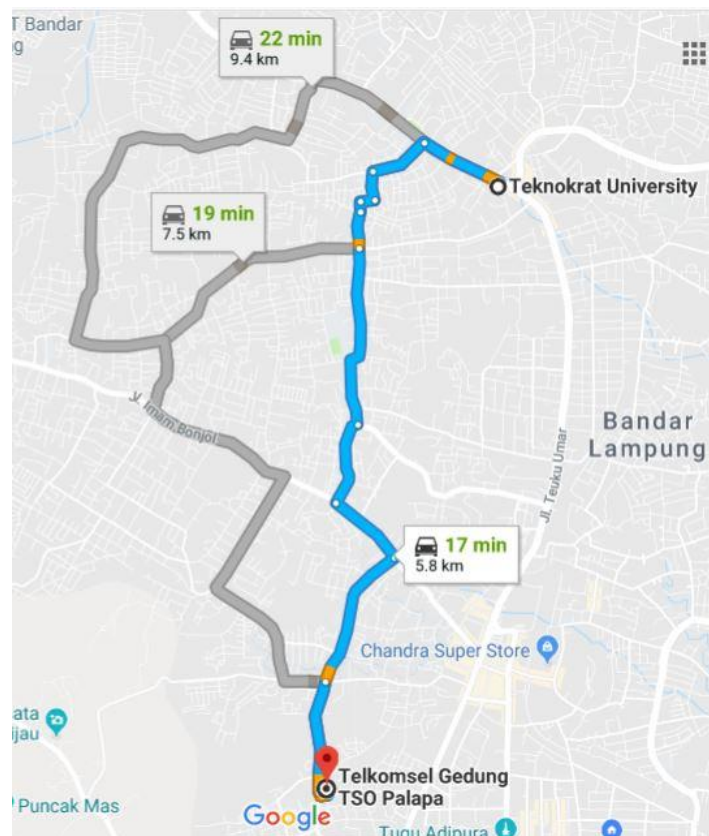 T Bandar
ng
22 min
9.4 km
Teknokrat University
19 min
7.5 km
Jl. Imam Bonjol
Bandar
Lampung
Jl. Teuku Umar
17 min
5.8 km
Chandra Super Store
ata
ijau
Telkomsel Gedung
TSO Palapa
Puncak Mas
Google
Tugu Adipura